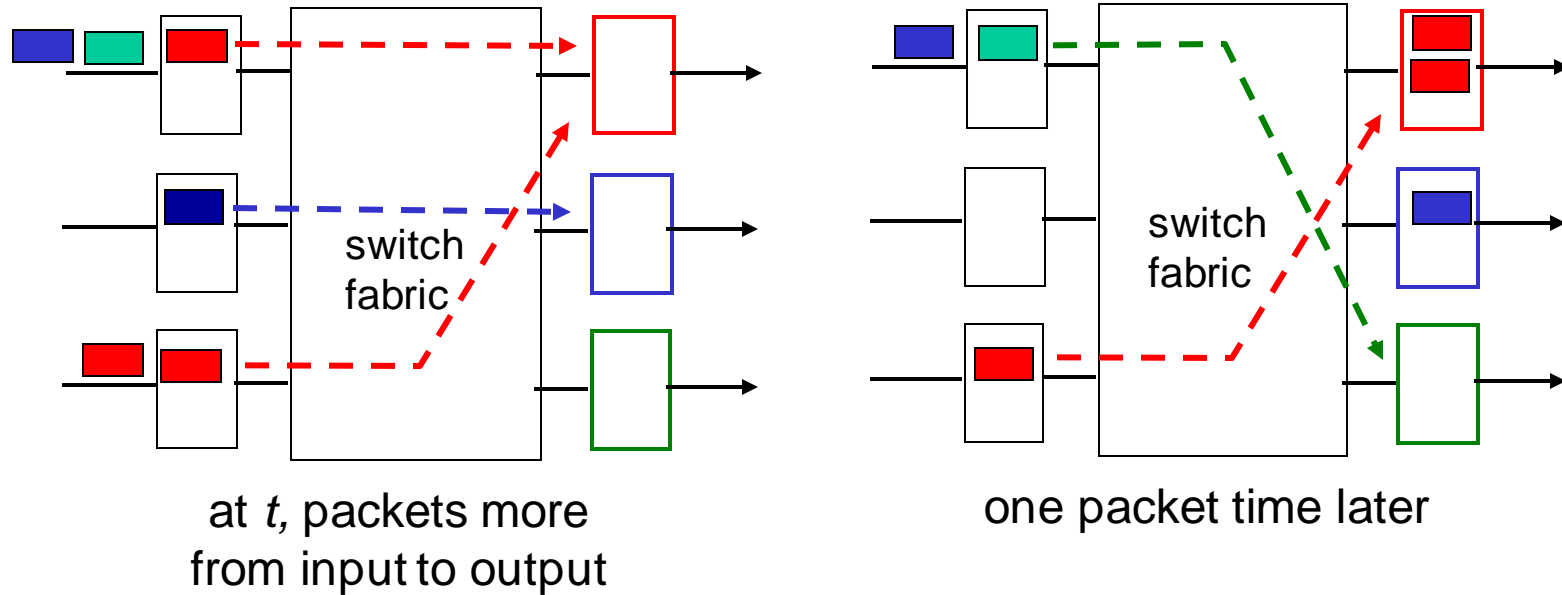 switch
fabric
at t, packets more
from input to output
switch
fabric
one packet time later